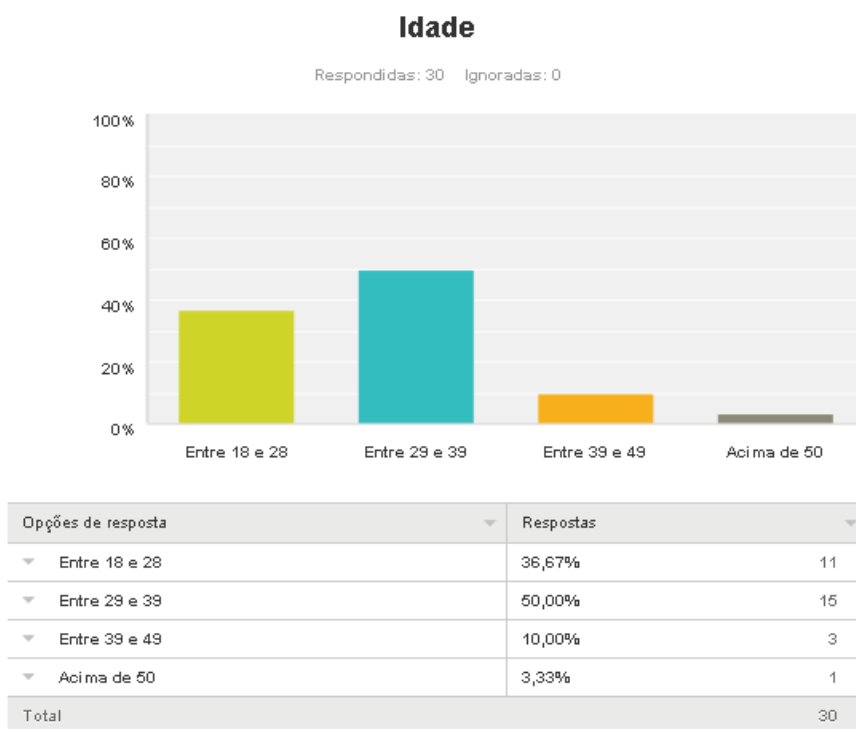 Idade
Respondidas: 30 Ignoradas: 0
100%
80%
60%
40%
20%
0%
Entre 18 e 28 Entre 29 e 39 Entre 39 e 49 Acima de 50
Opções de resposta Respostas
Entre 18 e 28 36,67% 11
Entre 29 e 39 50,00% 15
Entre 39 e 49 10,00% 3
Acima de 50 3,33% 1
Total 30